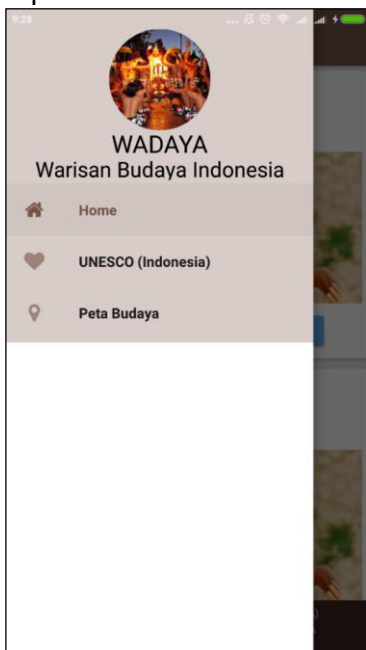 9:28
...
WADAYA
Warisan Budaya Indonesia
Home
UNESCO (Indonesia)
Peta Budaya